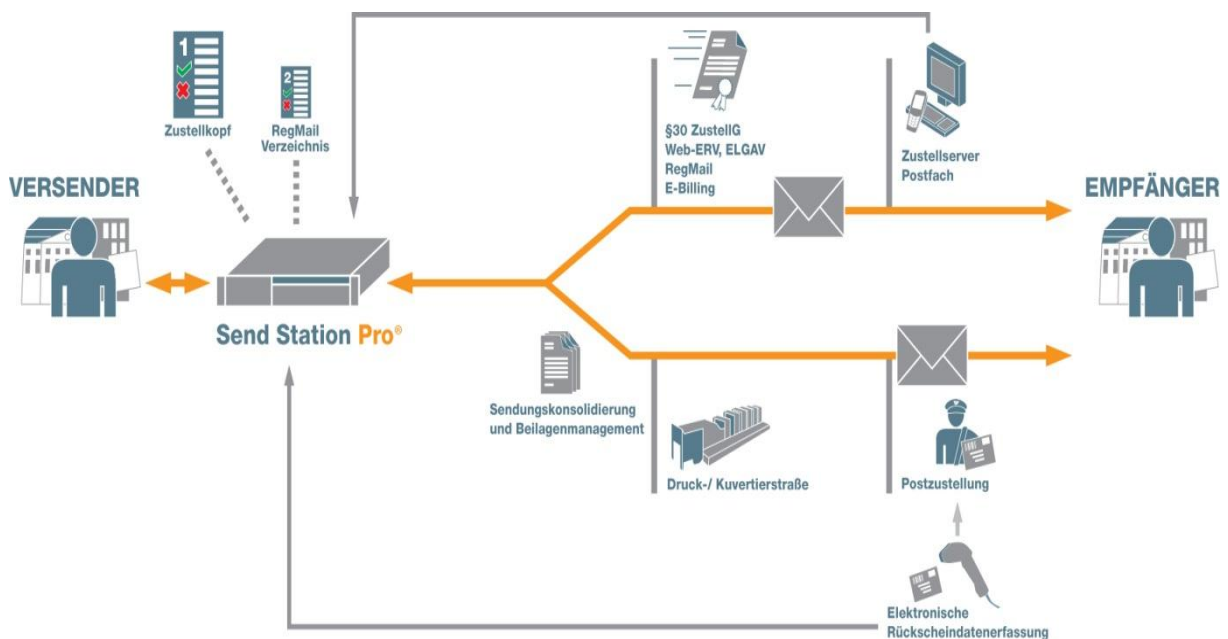 1
2
Zustellkopf
RegMail
Verzeichnis
§30 ZustellG
Web-ERV, ELGAV
RegMail
E-Billing
Zustellserver
Postfach
VERSENDER
EMPFÄNGER
Send Station Pro®
Sendungskonsolidierung
und Beilagenmanagement
Druck-/ Kuvertierstraße
Postzustellung
Elektronische
Rückscheindatenerfassung